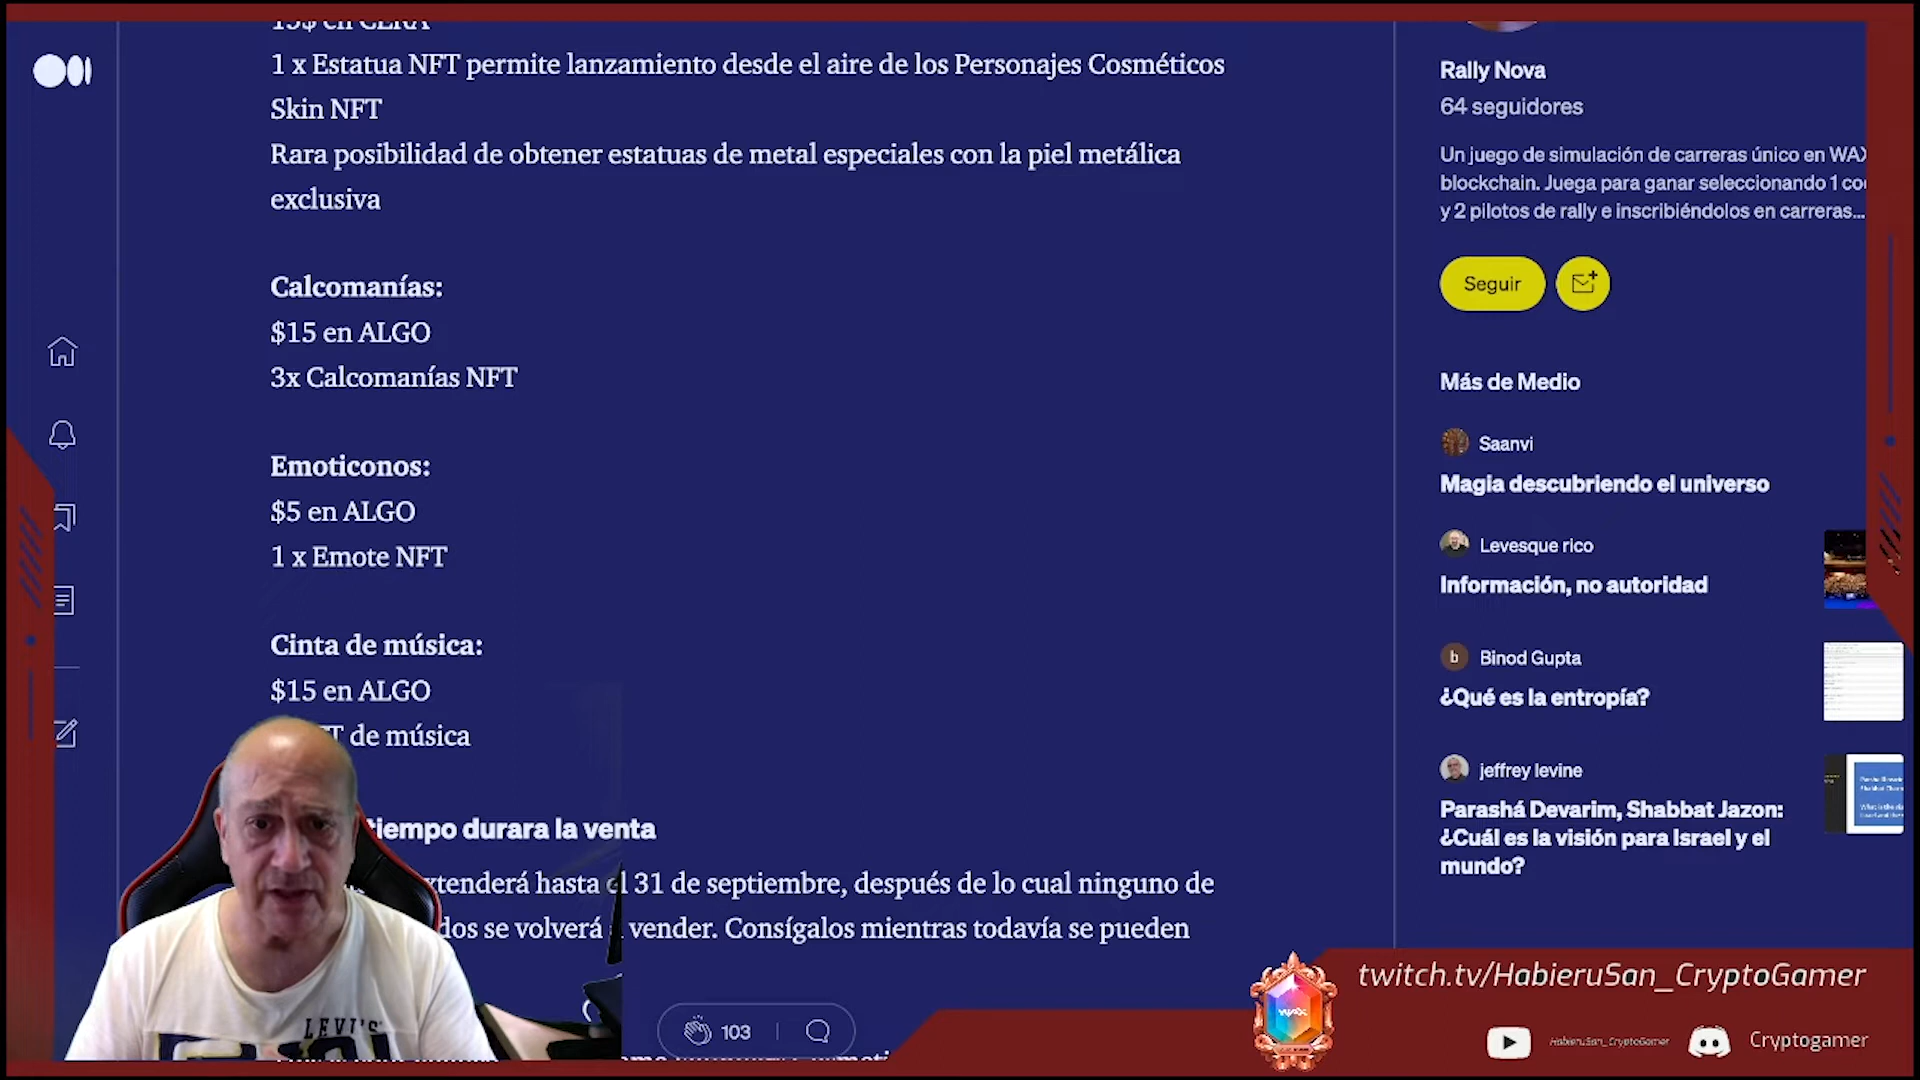 1 x Estatua NFT permite lanzamiento desde el aire de los Personajes Cosméticos
Skin NFT
Rara posibilidad de obtener estatuas de metal especiales con la piel metálica
exclusiva
Calcomanías:
$15 en ALGO
3x Calcomanías NFT
Emoticonos:
$5 en ALGO
1 x Emote NFT
Cinta de música:
$15 en ALGO
de música
tiempo durara la venta
hasta el 31 de septiembre, después de lo cual ninguno de
se volverá a vender. Consígalos mientras todavía se pueden
103
Rally Nova
64 seguidores
Un juego de simulación de carreras único en WAX
blockchain. Juega para ganar seleccionando 1
y 2 pilotos de rally e inscribiéndolos en carreras...
Seguir
Más de Medio
Saanvi
Magia descubriendo el universo
Levesque rico
Información, no autoridad
b Binod Gupta
¿Qué es la entropía?
jeffrey levine
Parashá Devarim, Shabbat Jazon:
¿Cuál es la visión para Israel y el
mundo?
LEVI'S
WAX
twitch.tv/HabieruSan_CryptoGamer
HabieruSan_CryptoGamer
Cryptogamer